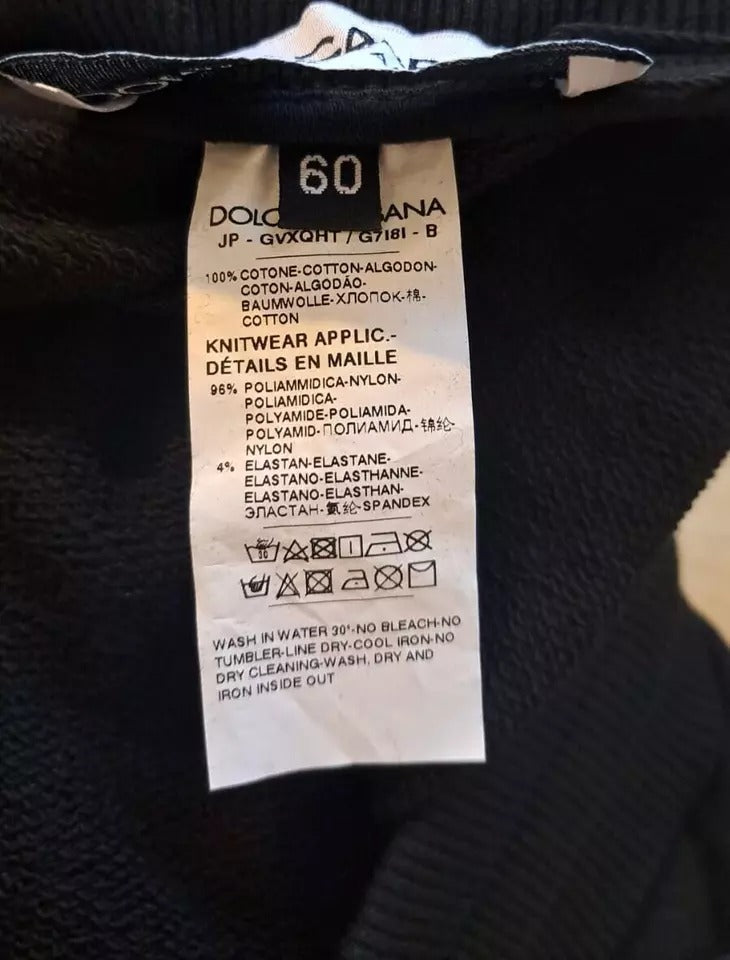 60
DOLC ANA
JP - GVXQHT / G7I8I - B
100% COTONE-COTTON-ALGODON-
COTON-ALGODÃO-
BAUMWOLLE-ХЛОПОК-棉-
COTTON
KNITWEAR APPLIC.-
DÉTAILS EN MAILLE
96% POLIAMMIDICA-NYLON-
POLIAMIDICA-
POLYAMIDE-POLIAMIDA-
POLYAMID-ПОЛИАМИД-锦纶-
NYLON
4% ELASTAN-ELASTANE-
ELASTANO-ELASTHANNE-
ELASTANO-ELASTHAN-
ЭЛАСТАН-氨纶-SPANDEX
30
WASH IN WATER 30°-NO BLEACH-NO
TUMBLER-LINE DRY-COOL IRON-NO
DRY CLEANING-WASH, DRY AND
IRON INSIDE OUT